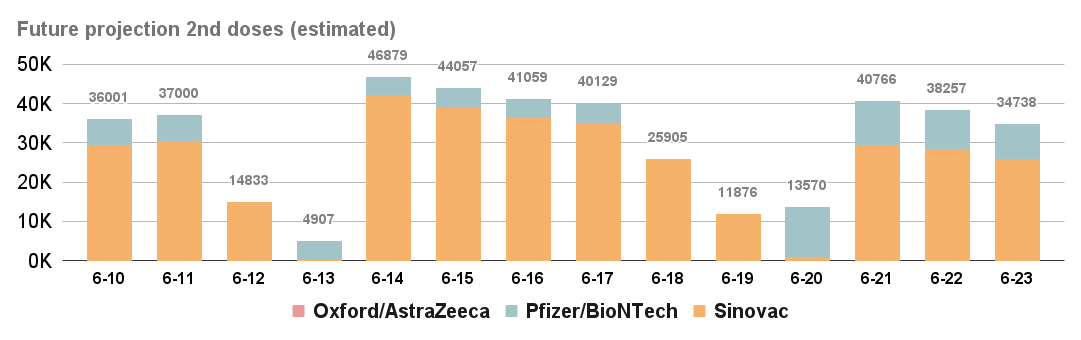 Future projection 2nd doses (estimated)
50K
40K
30K
20K
10K
0K
36001
37000
14833
4907
46879
44057
41059
40129
25905
11876
13570
40766
38257
34738
6-10 6-11 6-12 6-13 6-14 6-15 6-16 6-17 6-18 6-19 6-20 6-21 6-22 6-23
Oxford/AstraZeeca Pfizer/BioNTech Sinovac